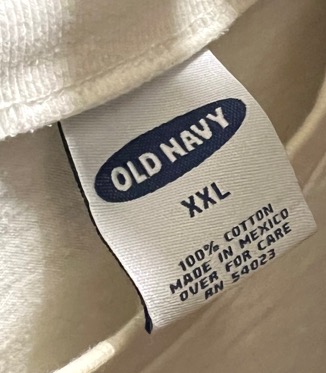 OLD NAVY
XXL
100% COTTON
MADE IN MEXICO
OVER FOR CARE
RN 54023